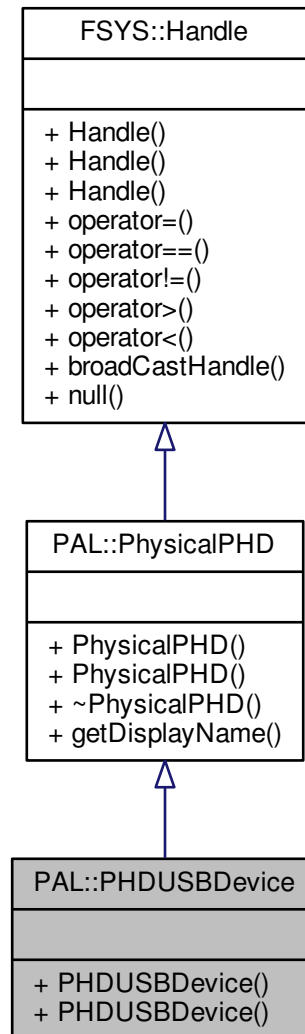 FSYS::Handle
+ Handle()
+ Handle()
+ Handle()
+ operator=()
+ operator==()
+ operator!=()
+ operator>()
+ operator<()
+ broadCastHandle()
+ null()
PAL::PhysicalPHD
+ PhysicalPHD()
+ PhysicalPHD()
+ ~PhysicalPHD()
+ getDisplayName()
PAL::PHDUSBDevice
+ PHDUSBDevice()
+ PHDUSBDevice()